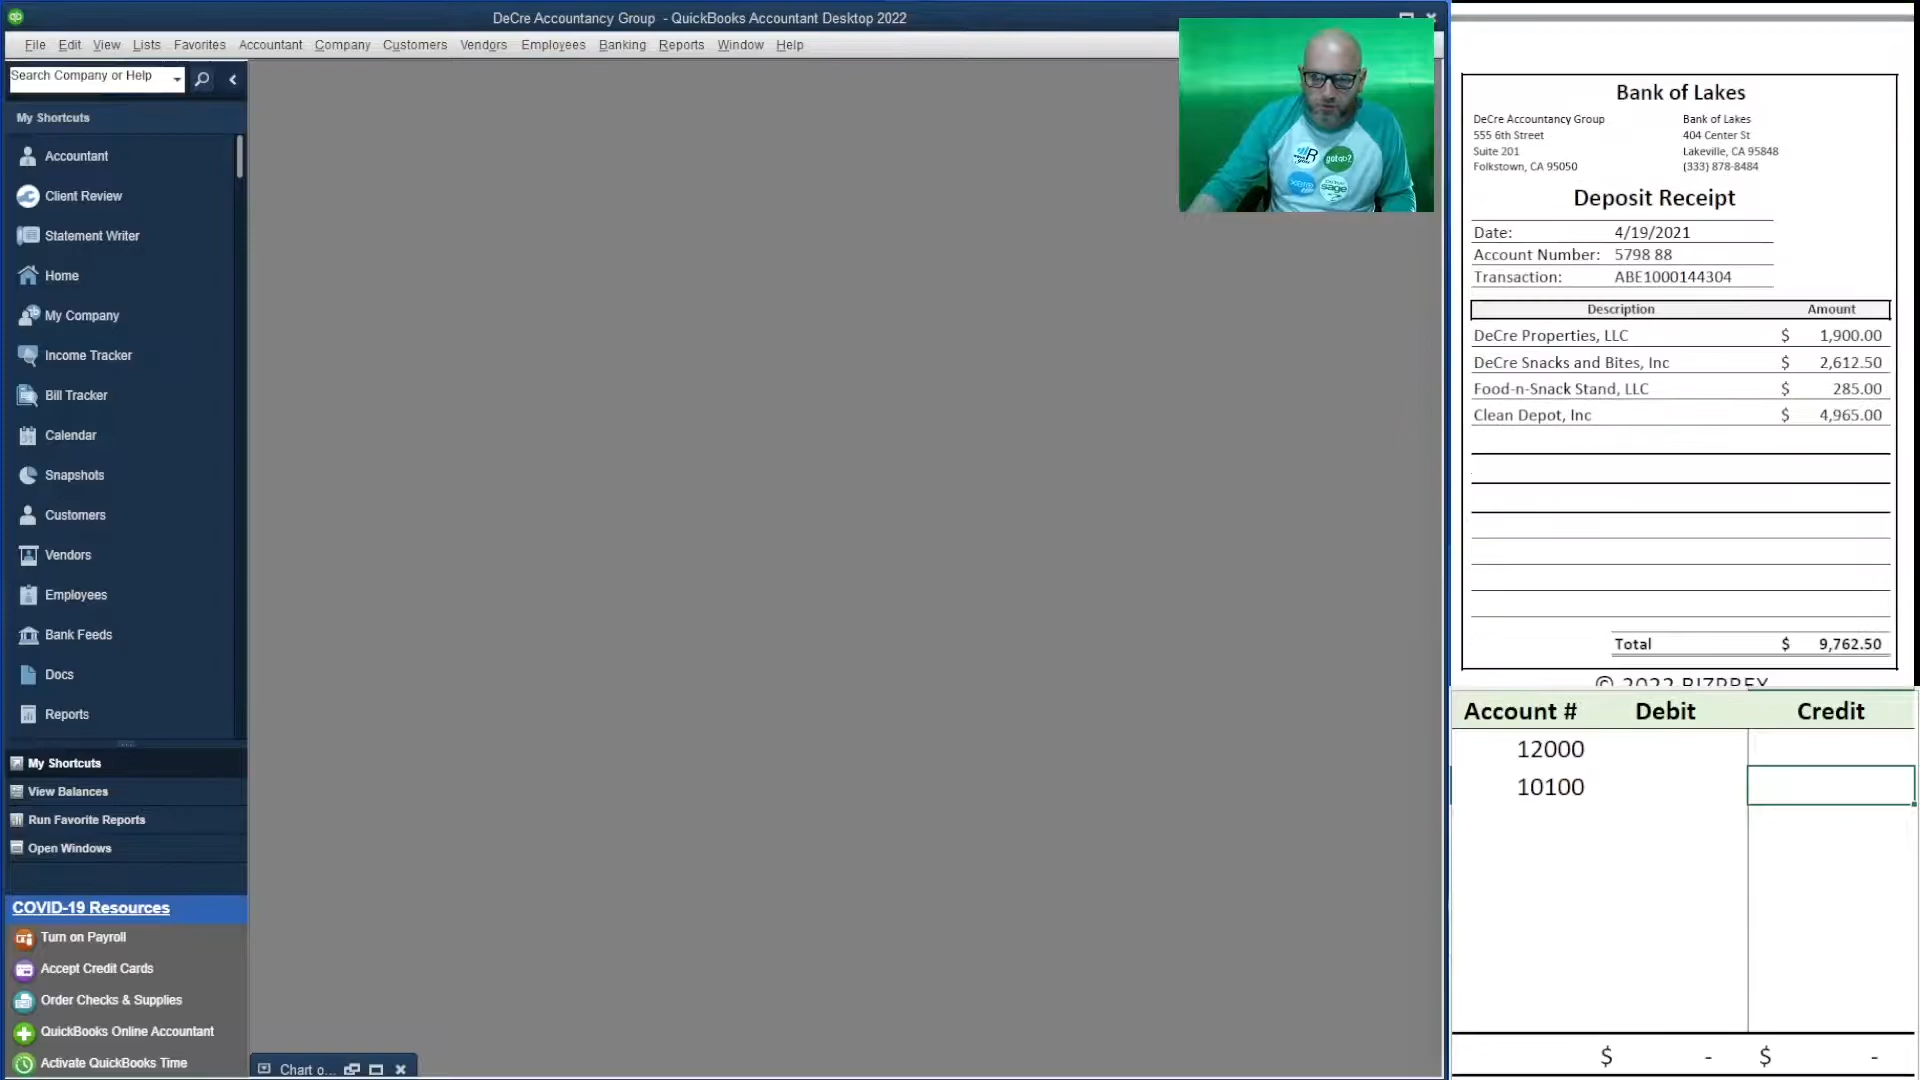 DeCre Accountancy Group - QuickBooks Accountant Desktop 2022
File Edit View Lists Favorites Accountant Company Customers Vendors Employees Banking Reports Window Help
Search Company or Help
My Shortcuts
Accountant
Client Review
Statement Writer
Home
My Company
Income Tracker
Bill Tracker
Calendar
Snapshots
Customers
Vendors
Employees
Bank Feeds
Docs
Reports
My Shortcuts
View Balances
Run Favorite Reports
Open Windows
COVID-19 Resources
Turn on Payroll
Accept Credit Cards
Order Checks & Supplies
QuickBooks Online Accountant
Activate QuickBooks Time
Chart o...
got qb?
xero
sage
Bank of Lakes
DeCre Accountancy Group Bank of Lakes
555 6th Street 404 Center St
Suite 201 Lakeville, CA 95848
Folkstown, CA 95050 (333) 878-8484
Deposit Receipt
Date: 4/19/2021
Account Number: 5798 88
Transaction: ABE1000144304
Description Amount
DeCre Properties, LLC $ 1,900.00
DeCre Snacks and Bites, Inc $ 2,612.50
Food-n-Snack Stand, LLC $ 285.00
Clean Depot, Inc $ 4,965.00
Total $ 9,762.50
© 2022 BIZPREX
Account # Debit Credit
12000
10100
$ - $ -